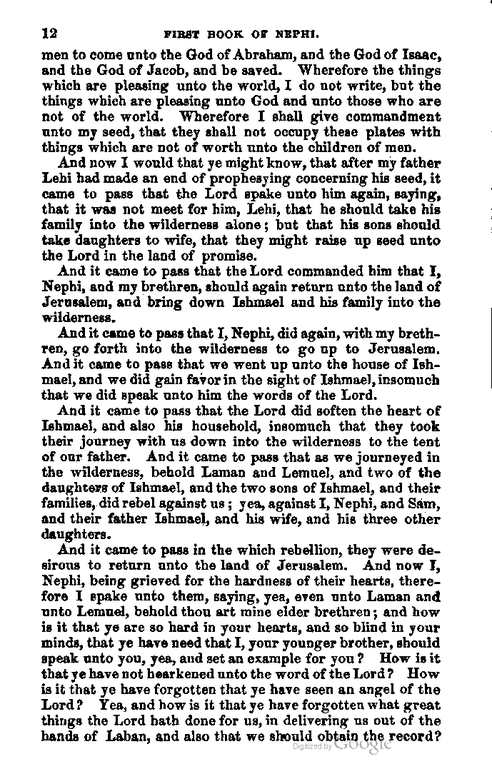 12 FIRST BOOK OF NEPHI.
men to come unto the God of Abraham, and the God of Isaac,
and the God of Jacob, and be saved. Wherefore the things
which are pleasing unto the world, I do not write, but the
things which are pleasing unto God and unto those who are
not of the world. Wherefore I shall give commandment
unto my seed, that they shall not occupy these plates with
things which are not of worth unto the children of men.
And now I would that ye might know, that after my father
Lehi had made an end of prophesying concerning his seed, it
came to pass that the Lord spake unto him again, saying,
that it was not meet for him, Lehi, that he should take his
family into the wilderness alone; but that his sons should
take daughters to wife, that they might raise up seed unto
the Lord in the land of promise.
And it came to pass that the Lord commanded him that I,
Nephi, and my brethren, should again return unto the land of
Jerusalem, and bring down Ishmael and his family into the
wilderness.
And it came to pass that I, Nephi, did again, with my breth-
ren, go forth into the wilderness to go up to Jerusalem.
And it came to pass that we went up unto the house of Ish-
mael, and we did gain favor in the sight of Ishmael, insomuch
that we did speak unto him the words of the Lord.
And it came to pass that the Lord did soften the heart of
Ishmael, and also his household, insomuch that they took
their journey with us down into the wilderness to the tent
of our father. And it came to pass that as we journeyed in
the wilderness, behold Laman and Lemuel, and two of the
daughters of Ishmael, and the two sons of Ishmael, and their
families, did rebel against us; yea, against I, Nephi, and Sam,
and their father Ishmael, and his wife, and his three other
daughters.
And it came to pass in the which rebellion, they were de-
sirous to return unto the land of Jerusalem. And now I,
Nephi, being grieved for the hardness of their hearts, there-
fore I spake unto them, saying, yea, even unto Laman and
unto Lemuel, behold thou art mine elder brethren; and how
is it that ye are so hard in your hearts, and so blind in your
minds, that ye have need that I, your younger brother, should
speak unto you, yea, and set an example for you? How is it
that ye have not hearkened unto the word of the Lord? How
is it that ye have forgotten that ye have seen an angel of the
Lord? Yea, and how is it that ye have forgotten what great
things the Lord hath done for us, in delivering us out of the
hands of Laban, and also that we should obtain the record?
Digitized by Google